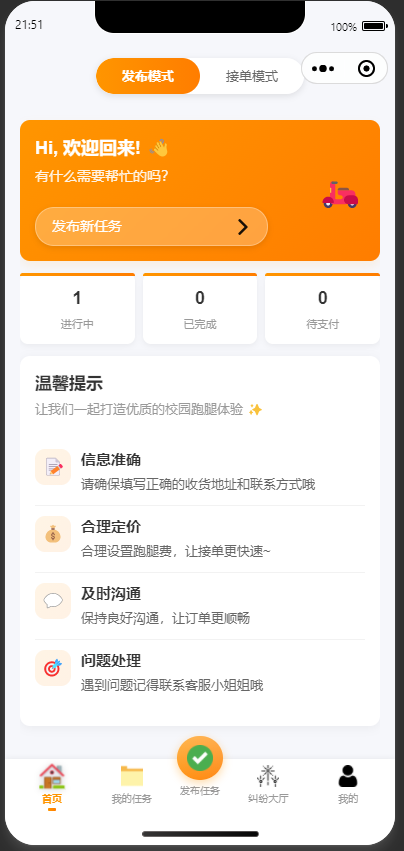 21:51
100%
发布模式
接单模式
Hi, 欢迎回来! 👋
有什么需要帮忙的吗?
发布新任务
1
0
0
进行中
已完成
待支付
温馨提示
让我们一起打造优质的校园跑腿体验 ✨
信息准确
请确保填写正确的收货地址和联系方式哦
合理定价
合理设置跑腿费，让接单更快速~
及时沟通
保持良好沟通，让订单更顺畅
问题处理
遇到问题记得联系客服小姐姐哦
首页
我的任务
发布任务
纠纷大厅
我的